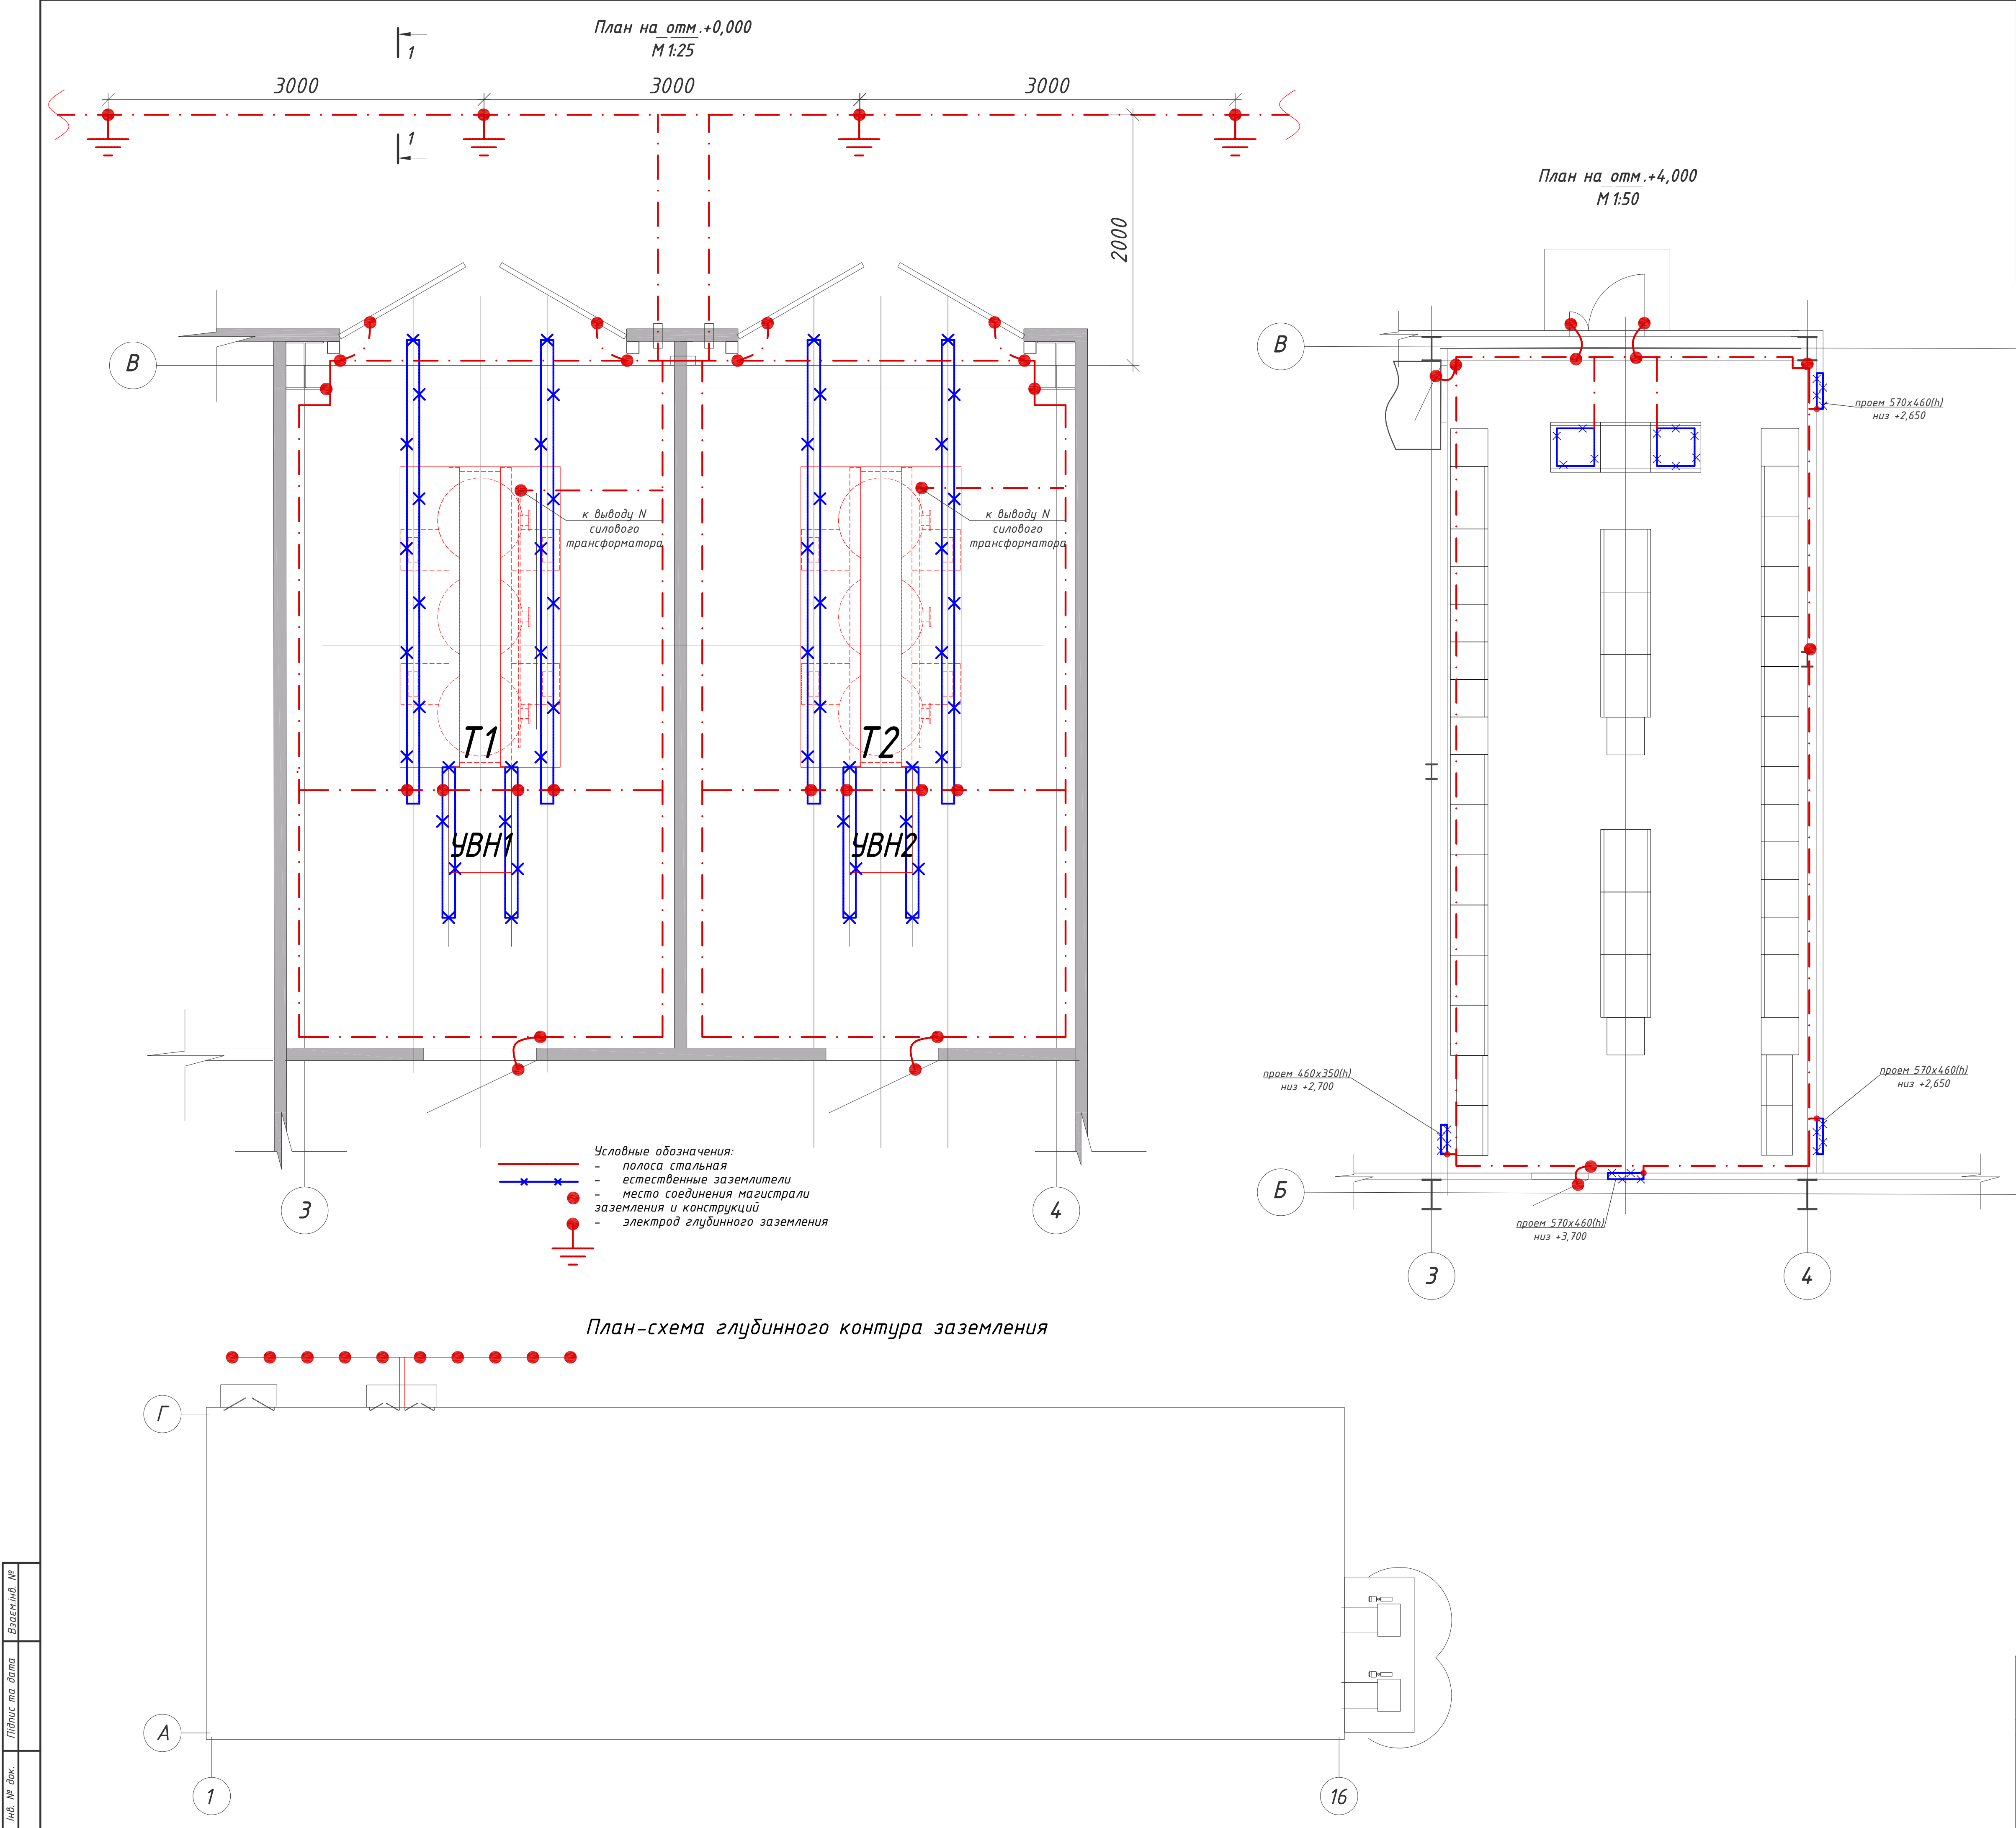 План на отм.+0,000
М 1:25
1
3000
3000
3000
1
2000
В
к выводу N
силового
трансформатора
к выводу N
силового
трансформатора
Т1
Т2
УВН1
УВН2
3
4
Условные обозначения:
- полоса стальная
- естественные заземлители
- место соединения магистрали
заземления и конструкций
- электрод глубинного заземления
План на отм.+4,000
М 1:50
В
проем 570х460(h)
низ +2,650
проем 460х350(h)
низ +2,700
проем 570х460(h)
низ +2,650
Б
проем 570х460(h)
низ +3,700
3
4
План-схема глубинного контура заземления
Г
А
1
16
Взаєм.інв. №
Підпис та дата
Інв. № док.